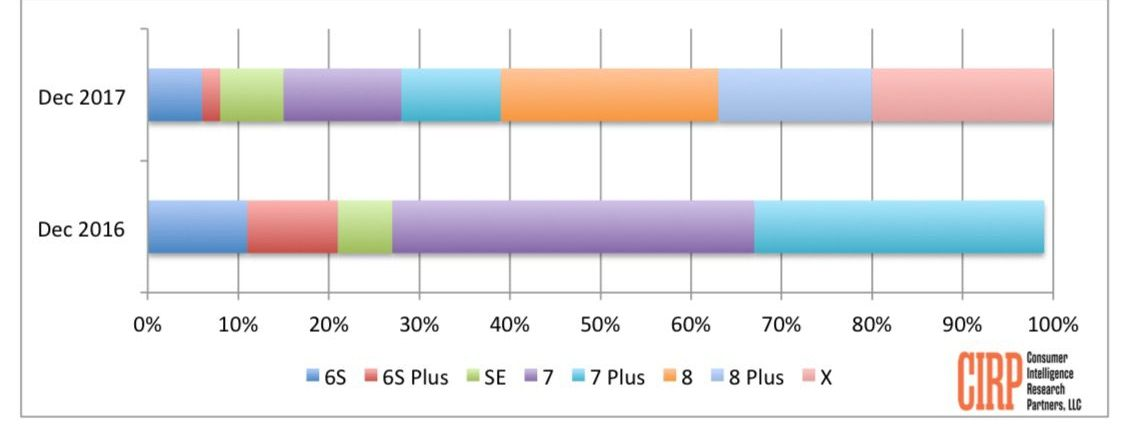 Dec 2017
Dec 2016
0% 10% 20% 30% 40% 50% 60% 70% 80% 90% 100%
6S 6S Plus SE 7 7 Plus 8 8 Plus X
CIRP
Consumer
Intelligence
Research
Partners, LLC